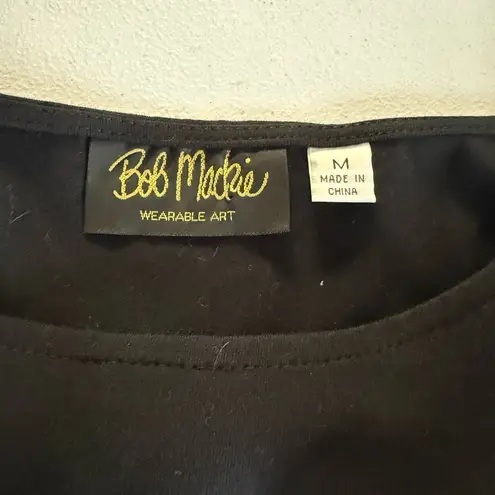 Bob Mackie
WEARABLE ART
M
MADE IN
CHINA